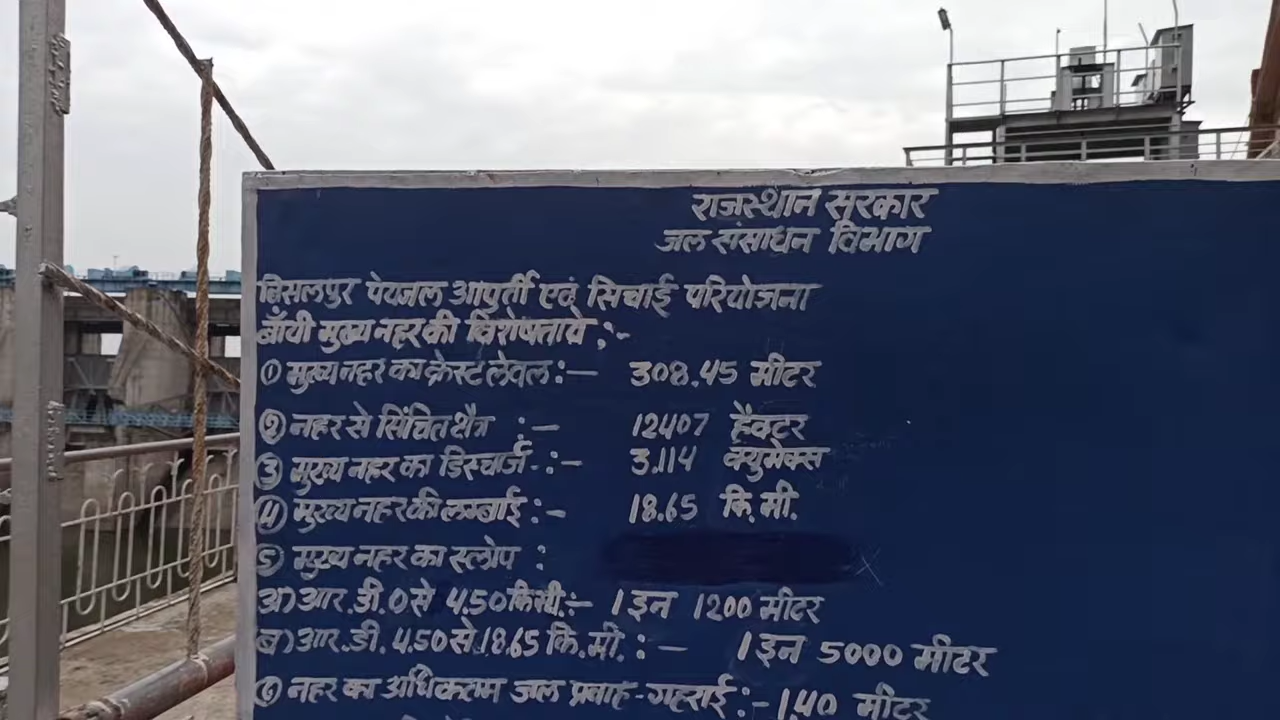 राजस्थान सरकार
जल संसाधन विभाग
बिसलपुर पेयजल आपुर्ती एवं सिचाई परियोजना
बाँयी मुख्य नहर की विशेषताये :-
① मुख्य नहर का क्रेस्ट लेवल :— 308.45 मीटर
② नहर से सिंचित क्षैत्र :— 12407 हैक्टर
③ मुख्य नहर का डिस्चार्ज :— 3.114 क्युमेक्स
④ मुख्य नहर की लम्बाई :— 18.65 कि.मी.
⑤ मुख्य नहर का स्लोप :
अ) आर.डी. 0 से 4.50 किमी :- 1 इन 1200 मीटर
ब) आर.डी. 4.50 से 18.65 कि.मी. :— 1 इन 5000 मीटर
⑥ नहर का अधिकतम जल प्रवाह - गहराई :- 1.40 मीटर